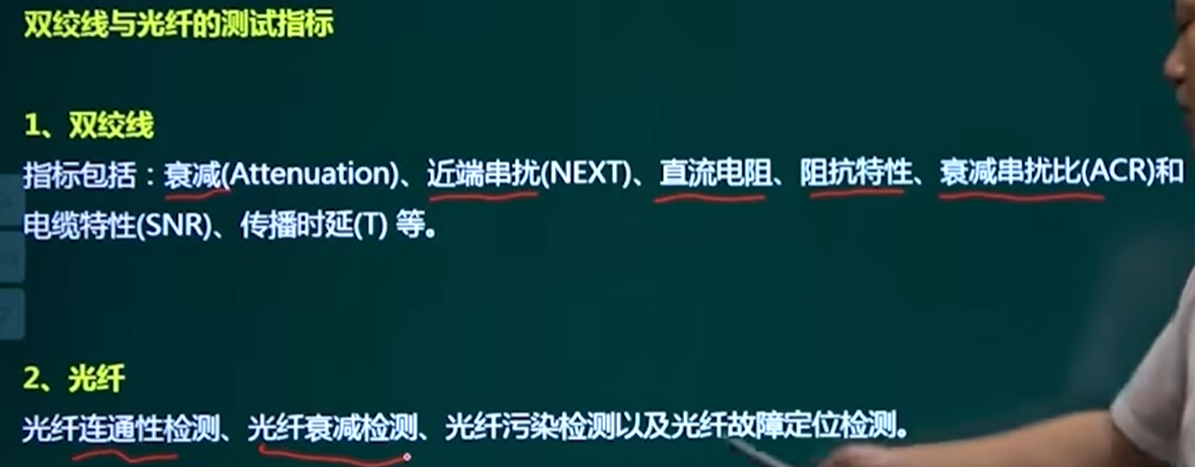 双绞线与光纤的测试指标
1、双绞线
指标包括：衰减(Attenuation)、近端串扰(NEXT)、直流电阻、阻抗特性、衰减串扰比(ACR)和
电缆特性(SNR)、传播时延(T) 等。
2、光纤
光纤连通性检测、光纤衰减检测、光纤污染检测以及光纤故障定位检测。